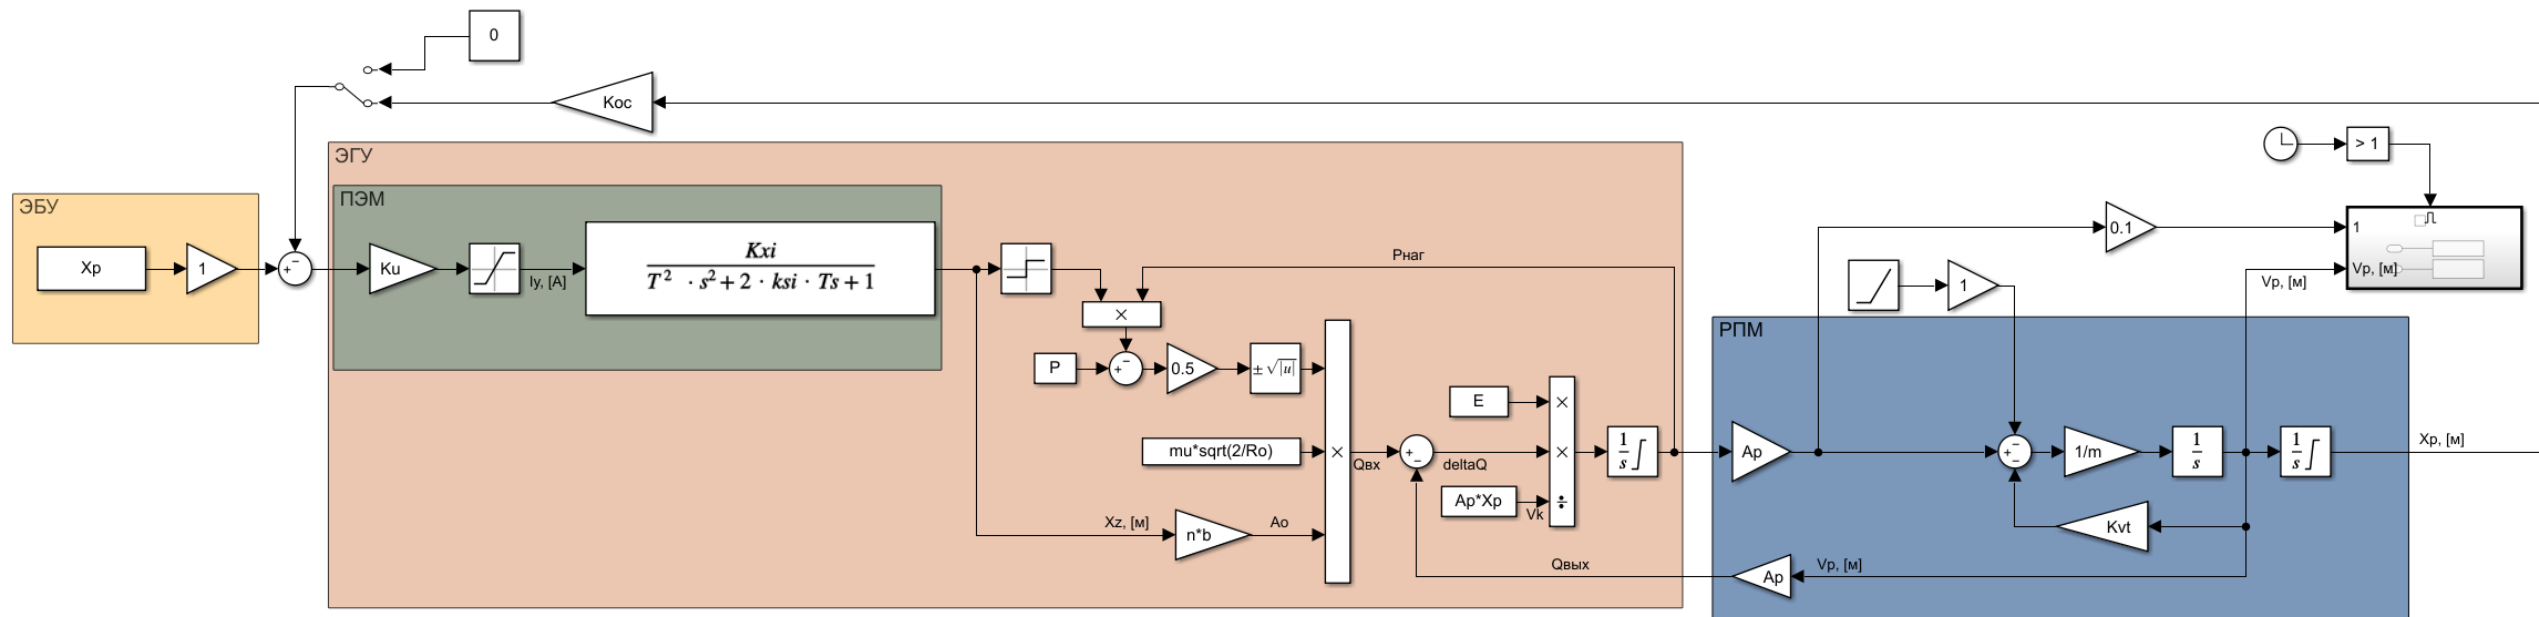 0
Koc
ЭГУ
> 1
ПЭМ
ЭБУ
Xp
1
Ku
Iy, [A]
Kxi
T² · s² + 2 · ksi · Ts + 1
Pнаг
0.1
1
Vp, [м]
Vp, [м]
1
×
P
0.5
± √|u|
РПМ
E
×
mu*sqrt(2/Ro)
×
Qвх
deltaQ
×
1
s
Ap
1/m
1
s
1
s
Xp, [м]
Ap*Xp
Vk
÷
Xz, [м]
n*b
Ao
Kvt
Qвых
Ap
Vp, [м]